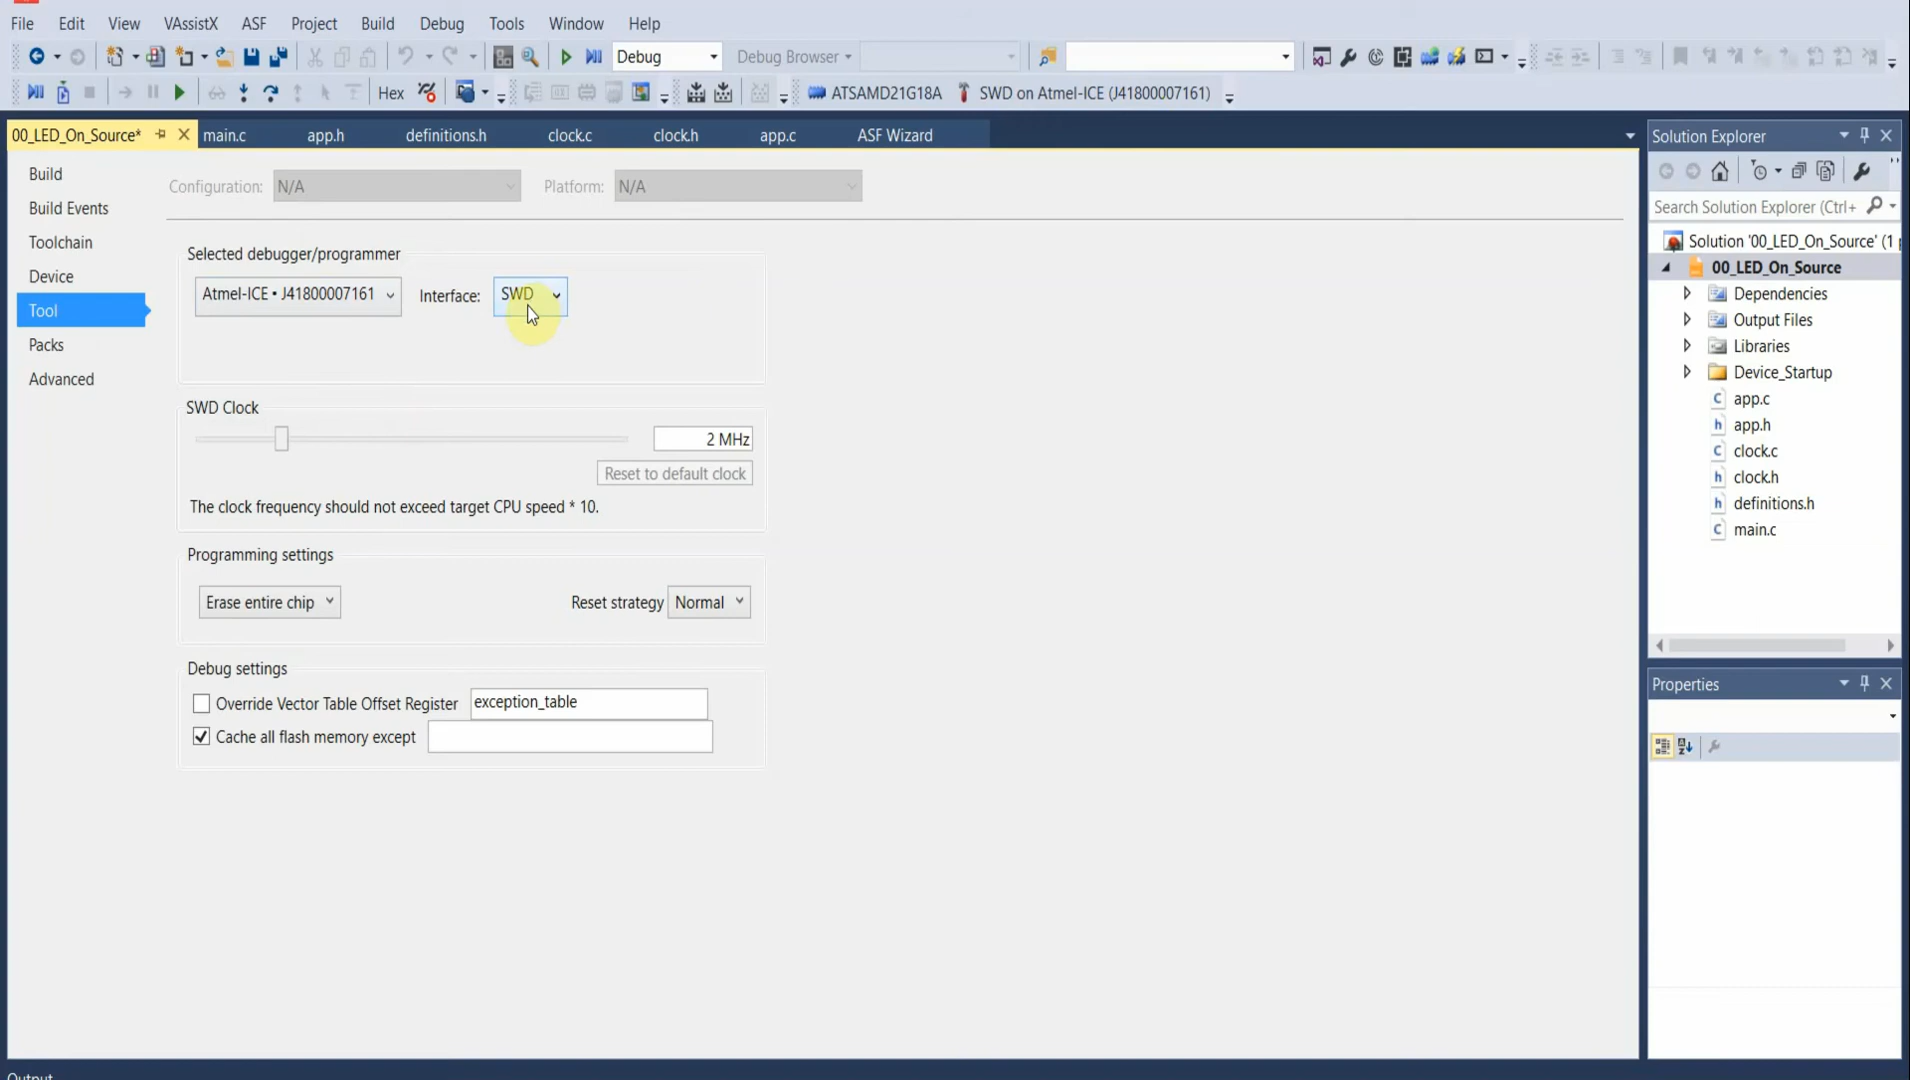 File Edit View VAssistX ASF Project Build Debug Tools Window Help
Debug Debug Browser
Hex ATSAMD21G18A SWD on Atmel-ICE (J41800007161)
00_LED_On_Source* main.c app.h definitions.h clock.c clock.h app.c ASF Wizard
Build
Build Events
Toolchain
Device
Tool
Packs
Advanced
Configuration: N/A Platform: N/A
Selected debugger/programmer
Atmel-ICE • J41800007161 Interface: SWD
SWD Clock
2 MHz
Reset to default clock
The clock frequency should not exceed target CPU speed * 10.
Programming settings
Erase entire chip Reset strategy Normal
Debug settings
Override Vector Table Offset Register exception_table
Cache all flash memory except
Solution Explorer
Search Solution Explorer (Ctrl+
Solution '00_LED_On_Source' (1 p
00_LED_On_Source
Dependencies
Output Files
Libraries
Device_Startup
app.c
app.h
clock.c
clock.h
definitions.h
main.c
Properties
Output